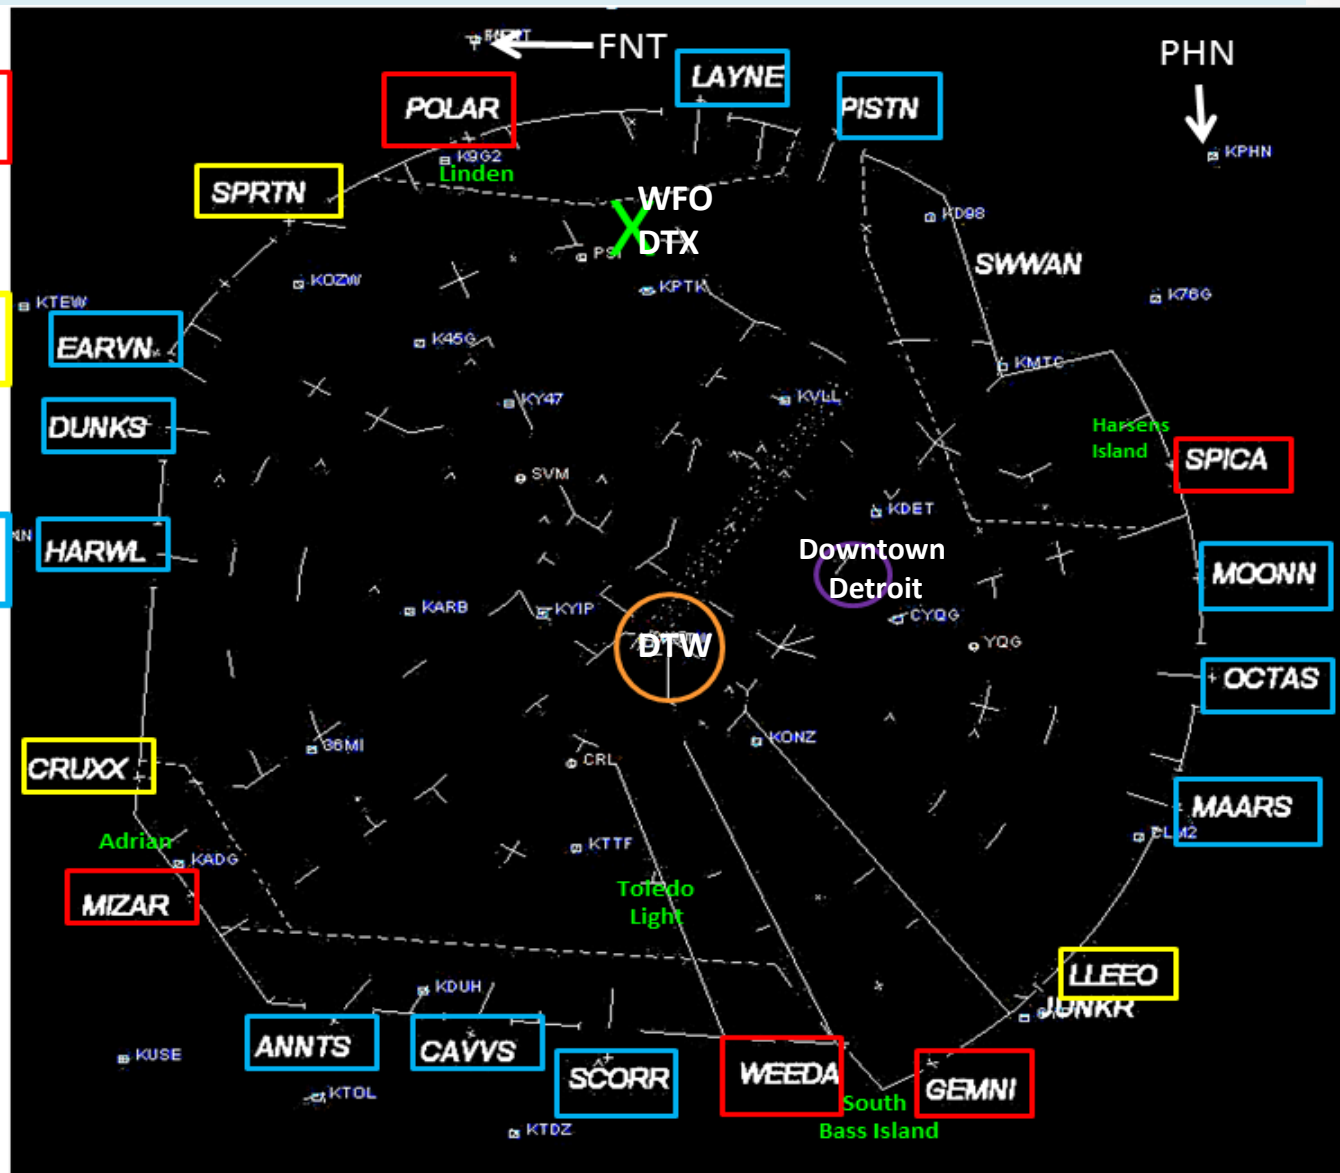 FNT
PHN
LAYNE
POLAR
PISTN
KPHN
K9G2
Linden
SPRTN
WFO
DTX
KD98
PSI
SWWAN
KOZW
KPTK
K76G
KTEW
EARVN
K45G
KMTC
KY47
KVLL
DUNKS
Harsens
Island
SPICA
SVM
KDET
HARWL
Downtown
Detroit
MOONN
KARB
KYIP
CYQG
DTW
YQG
OCTAS
KONZ
36MI
CRL
CRUXX
MAARS
Adrian
KADG
KTTF
MIZAR
Toledo
Light
LLEEO
KDUH
JUNKR
ANNTS
CAVVS
KUSE
SCORR
WEEDA
GEMNI
KTOL
South
Bass Island
KTDZ